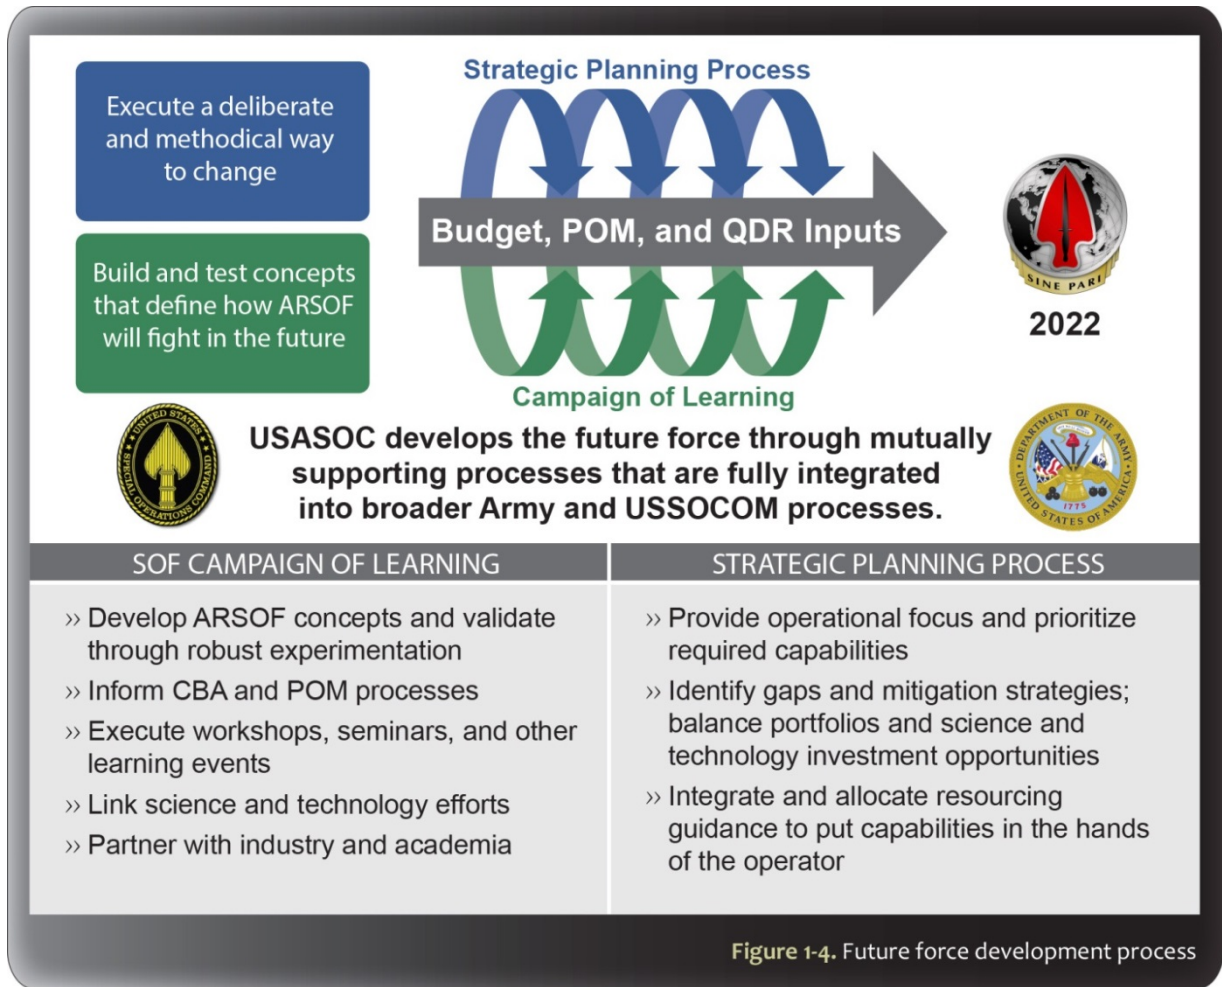 Execute a deliberate
and methodical way
to change
Strategic Planning Process
Budget, POM, and QDR Inputs
Build and test concepts
that define how ARSOF
will fight in the future
Campaign of Learning
SINE PARI
2022
UNITED STATES
SPECIAL OPERATIONS COMMAND
USASOC develops the future force through mutually
supporting processes that are fully integrated
into broader Army and USSOCOM processes.
DEPARTMENT OF THE ARMY
UNITED STATES OF AMERICA
1775
SOF CAMPAIGN OF LEARNING
›› Develop ARSOF concepts and validate
through robust experimentation
›› Inform CBA and POM processes
›› Execute workshops, seminars, and other
learning events
›› Link science and technology efforts
›› Partner with industry and academia
STRATEGIC PLANNING PROCESS
›› Provide operational focus and prioritize
required capabilities
›› Identify gaps and mitigation strategies;
balance portfolios and science and
technology investment opportunities
›› Integrate and allocate resourcing
guidance to put capabilities in the hands
of the operator
Figure 1-4. Future force development process